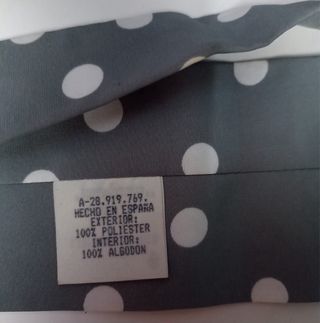 A-28.919.769.
HECHO EN ESPAÑA
EXTERIOR:
100% POLIESTER
INTERIOR:
100% ALGODON